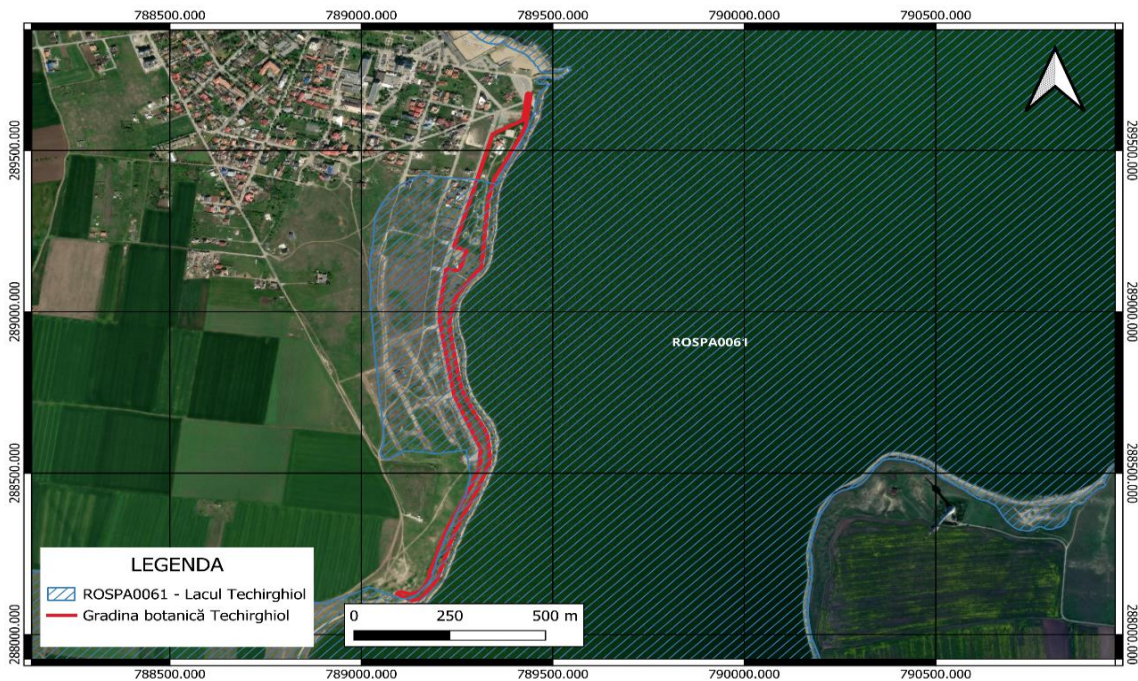 788500.000 789000.000 789500.000 790000.000 790500.000
289500.000 289500.000
289000.000 289000.000
ROSPA0061
288500.000 288500.000
LEGENDA
ROSPA0061 - Lacul Techirghiol
Gradina botanică Techirghiol
0 250 500 m
288000.000 288000.000
788500.000 789000.000 789500.000 790000.000 790500.000